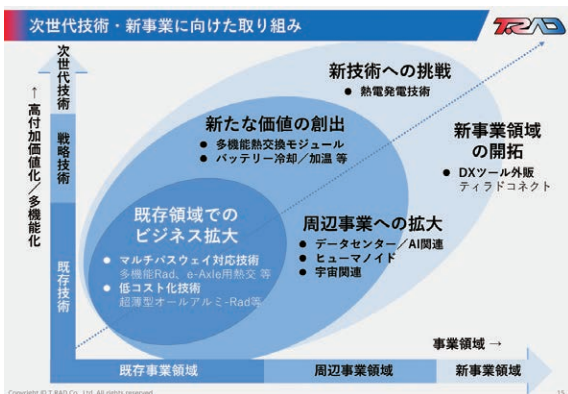 次世代技術・新事業に向けた取り組み
TRAD
次世代技術
戦略技術
既存技術
↑ 高付加価値化／多機能化
新技術への挑戦
● 熱電発電技術
新たな価値の創出
● 多機能熱交換モジュール
● バッテリー冷却／加温 等
新事業領域
の開拓
● DXツール外販
ティラドコネクト
既存領域での
ビジネス拡大
● マルチパスウェイ対応技術
多機能Rad、e-Axle用熱交 等
● 低コスト化技術
超薄型オールアルミ-Rad等
周辺事業への拡大
● データセンター／AI関連
● ヒューマノイド
● 宇宙関連
事業領域 →
既存事業領域
周辺事業領域
新事業領域
Copyright © T.RAD Co., Ltd. All rights reserved.
15